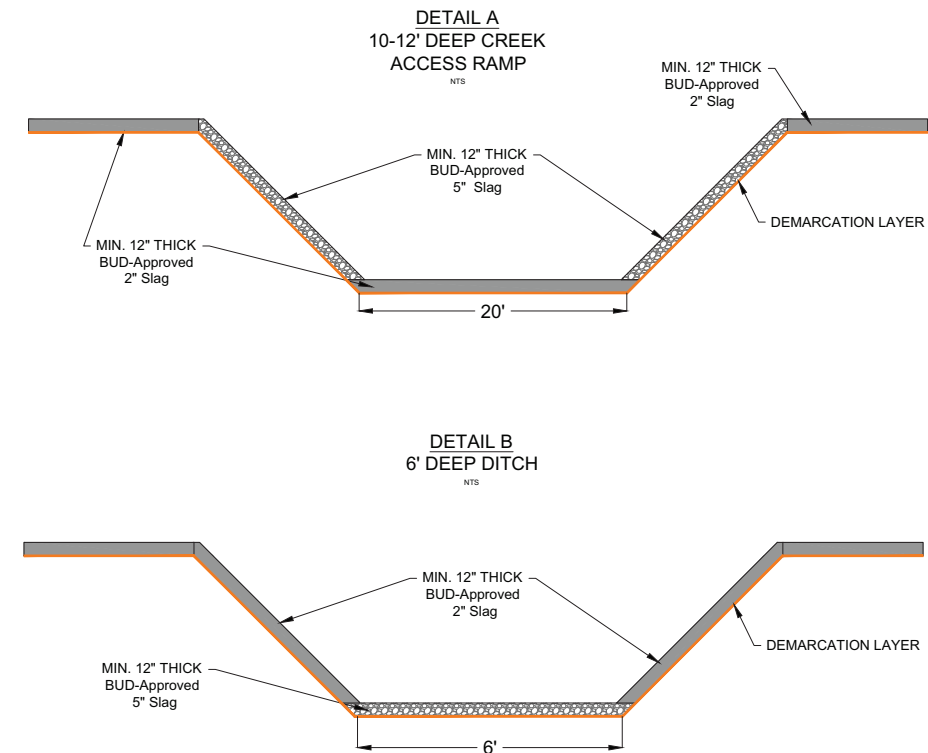 DETAIL A
10-12' DEEP CREEK
ACCESS RAMP
NTS
MIN. 12" THICK
BUD-Approved
2" Slag
MIN. 12" THICK
BUD-Approved
5" Slag
DEMARCATION LAYER
MIN. 12" THICK
BUD-Approved
2" Slag
20'
DETAIL B
6' DEEP DITCH
NTS
MIN. 12" THICK
BUD-Approved
2" Slag
DEMARCATION LAYER
MIN. 12" THICK
BUD-Approved
5" Slag
6'